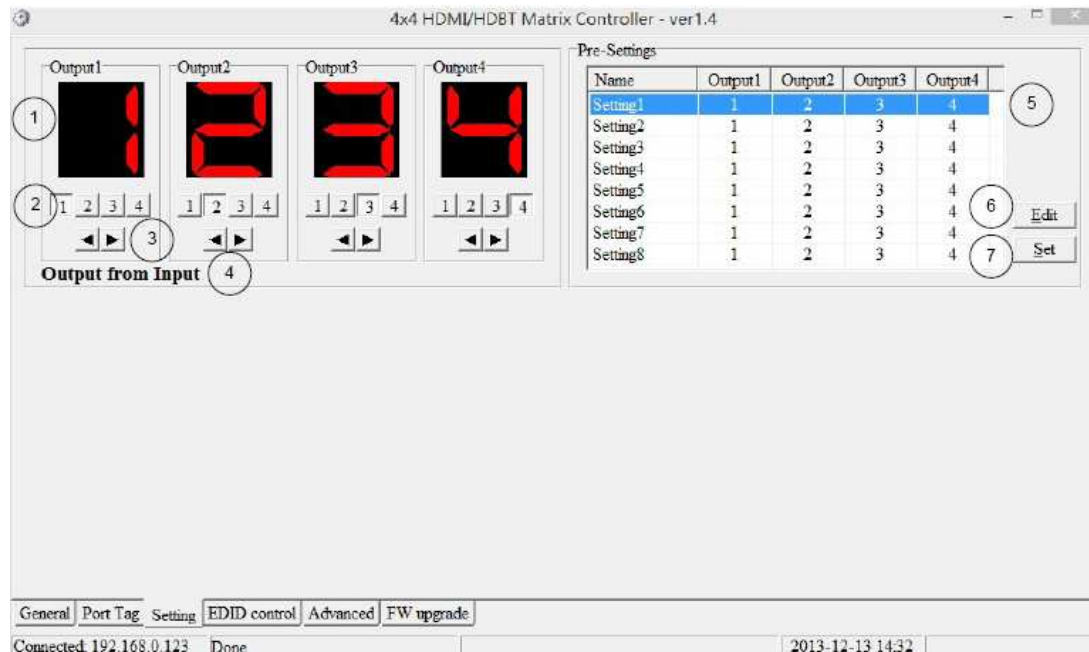 4x4 HDMI/HDBT Matrix Controller - ver1.4
Output1 Output2 Output3 Output4
1 2 3 4
1
2
1 2 3 4 1 2 3 4 1 2 3 4 1 2 3 4
◄ ► 3 ◄ ► ◄ ► ◄ ►
Output from Input 4
Pre-Settings
Name Output1 Output2 Output3 Output4
Setting1 1 2 3 4
Setting2 1 2 3 4
Setting3 1 2 3 4
Setting4 1 2 3 4
Setting5 1 2 3 4
Setting6 1 2 3 4
Setting7 1 2 3 4
Setting8 1 2 3 4
5
6 Edit
7 Set
General Port Tag Setting EDID control Advanced FW upgrade
Connected: 192.168.0.123 Done 2013-12-13 14:32